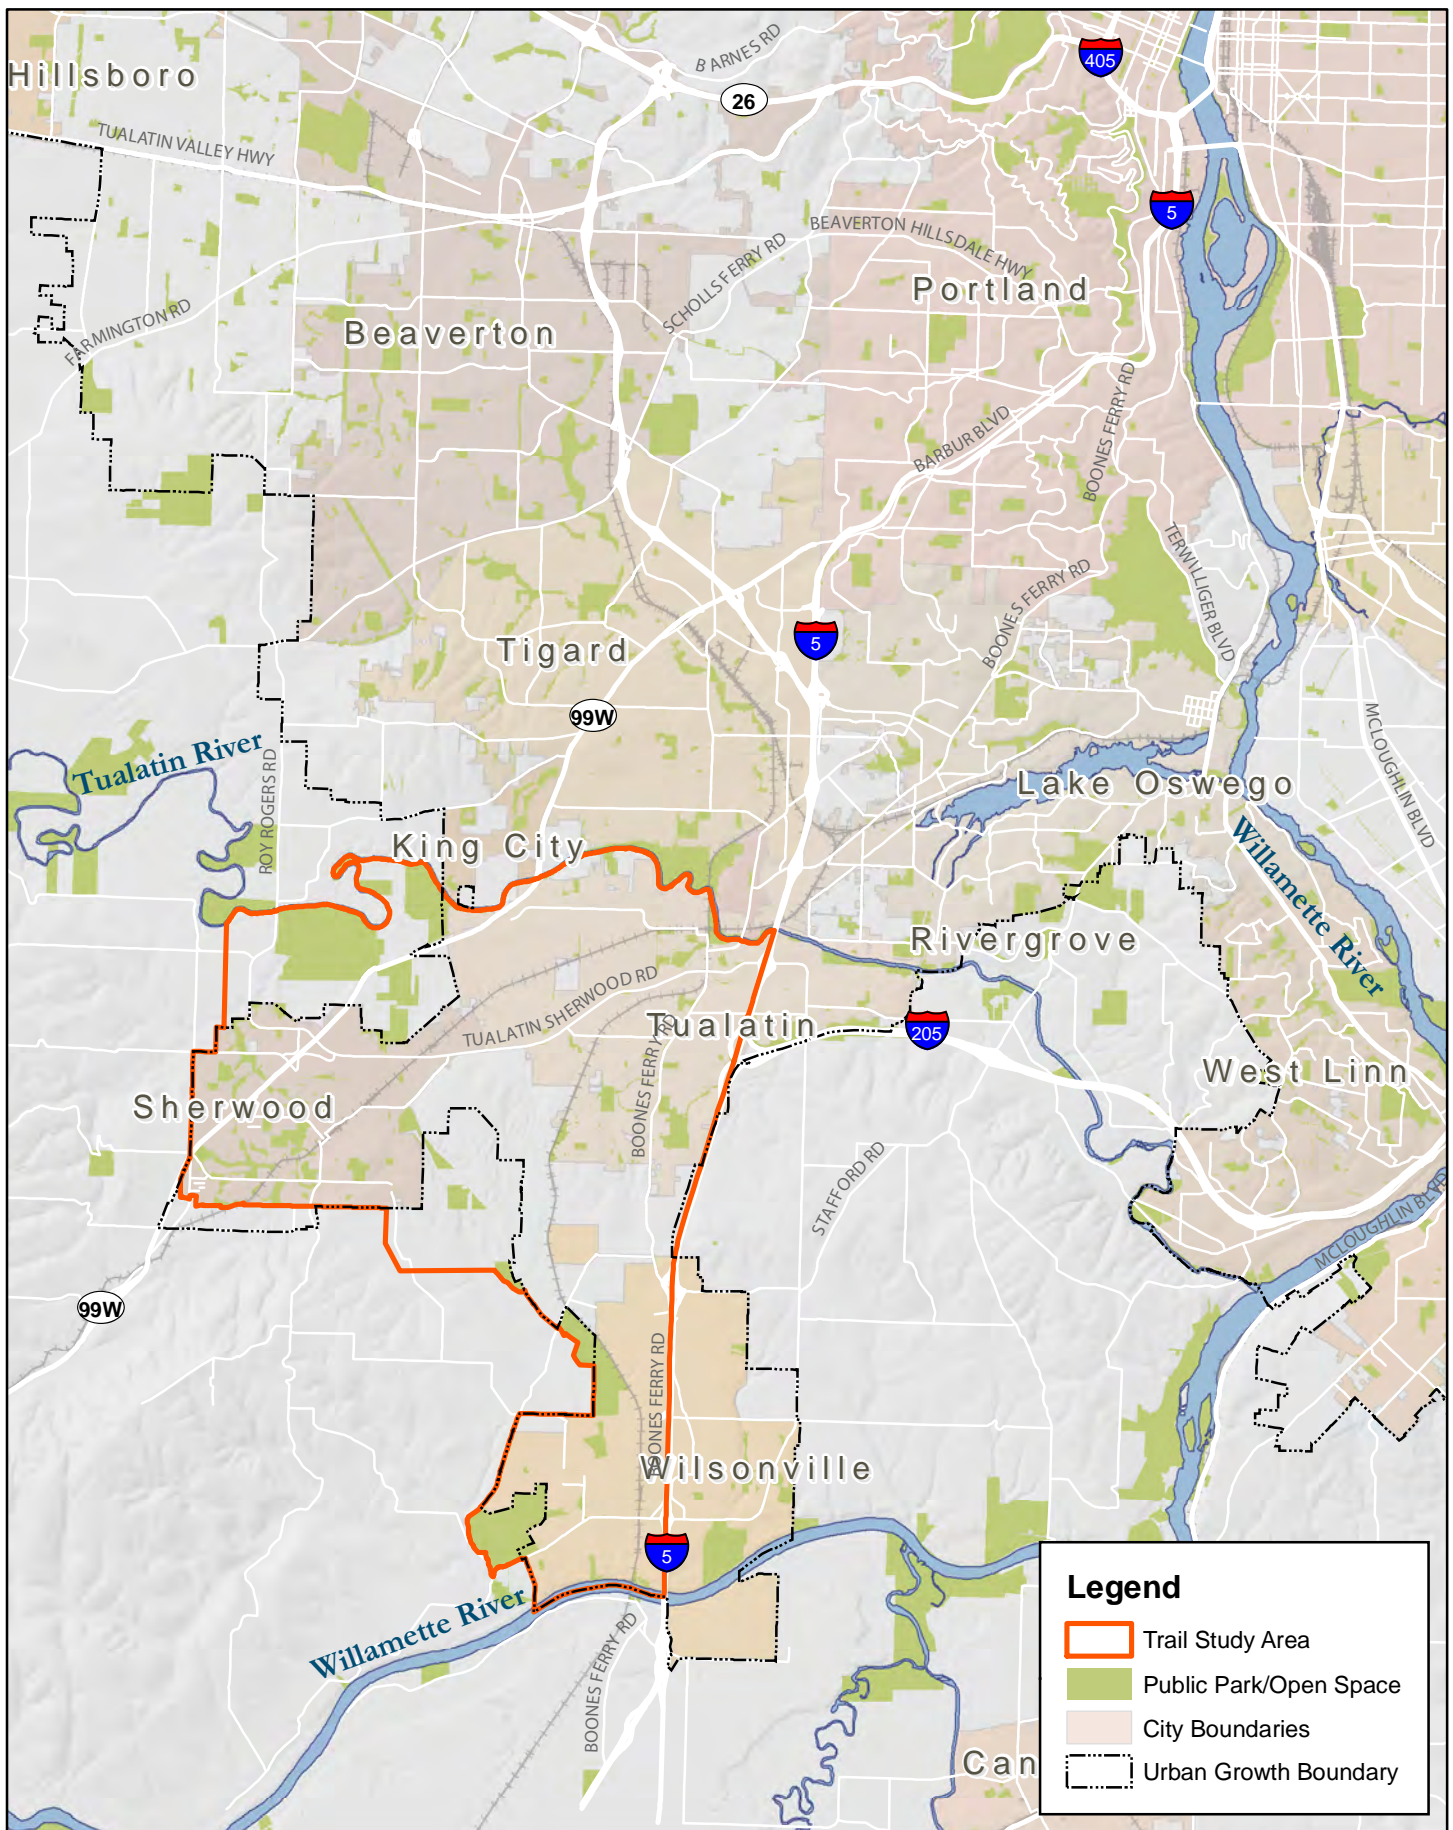 BARNES RD
405
Hillsboro
26
TUALATIN VALLEY HWY
5
BEAVERTON HILLSDALE HWY
SCHOLLS FERRY RD
Portland
FARMINGTON RD
Beaverton
BOONES FERRY RD
BARBUR BLVD
TERWILLIGER BLVD
BOONES FERRY RD
Tigard
5
99W
MCLOUGHLIN BLVD
Tualatin River
ROY ROGERS RD
Lake Oswego
King City
Willamette River
Rivergrove
TUALATIN SHERWOOD RD
Tualatin
205
BOONES FERRY RD
West Linn
Sherwood
STAFFORD RD
MCLOUGHLIN BLVD
99W
BOONES FERRY RD
Wilsonville
5
Willamette River
BOONES FERRY RD
Can
Legend
Trail Study Area
Public Park/Open Space
City Boundaries
Urban Growth Boundary